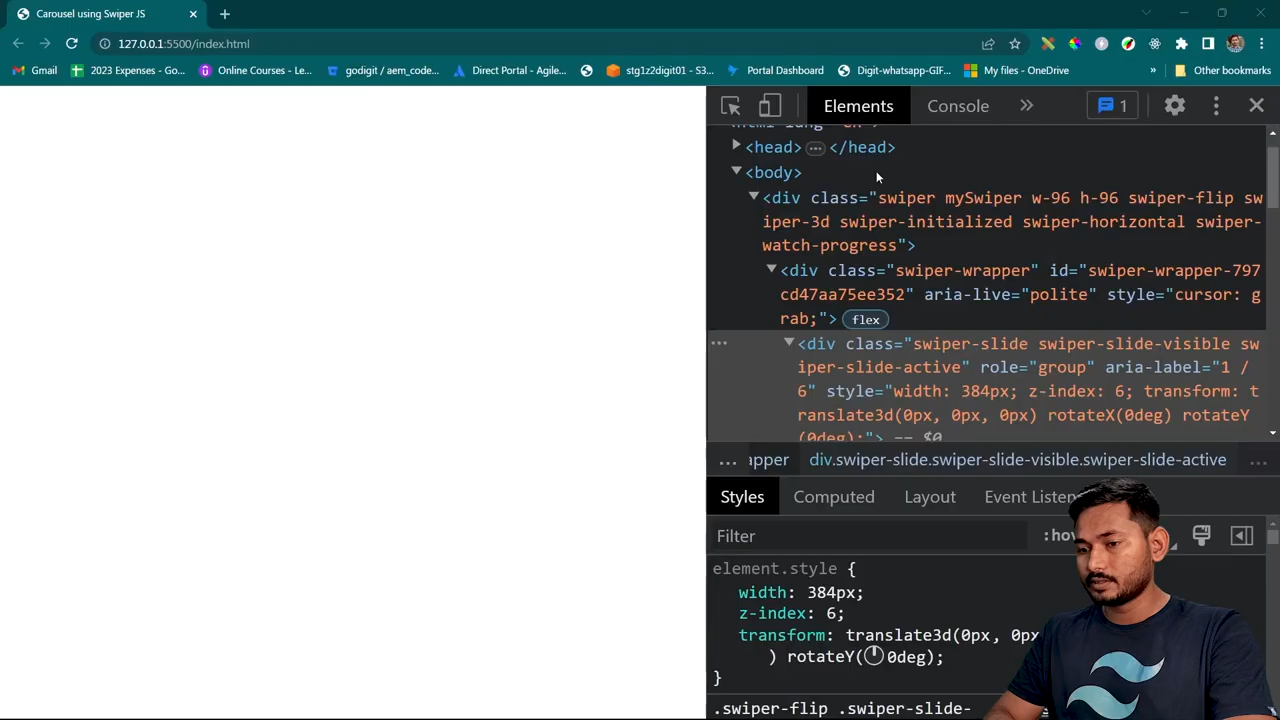 Carousel using Swiper JS
127.0.0.1:5500/index.html
Gmail
2023 Expenses - Go...
Online Courses - Le...
godigit / aem_code...
Direct Portal - Agile...
stg1z2digit01 - S3...
Portal Dashboard
Digit-whatsapp-GIF...
My files - OneDrive
»
Other bookmarks
Elements
Console
»
1
<head> ... </head>
<body>
<div class="swiper mySwiper w-96 h-96 swiper-flip sw
iper-3d swiper-initialized swiper-horizontal swiper-
watch-progress">
<div class="swiper-wrapper" id="swiper-wrapper-797
cd47aa75ee352" aria-live="polite" style="cursor: g
rab;"> flex
... <div class="swiper-slide swiper-slide-visible sw
iper-slide-active" role="group" aria-label="1 /
6" style="width: 384px; z-index: 6; transform: t
ranslate3d(0px, 0px, 0px) rotateX(0deg) rotateY
(0deg);"> == $0
... apper div.swiper-slide.swiper-slide-visible.swiper-slide-active ...
Styles
Computed
Layout
Event Listen
Filter
:hov
element.style {
width: 384px;
z-index: 6;
transform: translate3d(0px, 0px
) rotateY(0deg);
}
.swiper-flip .swiper-slide-